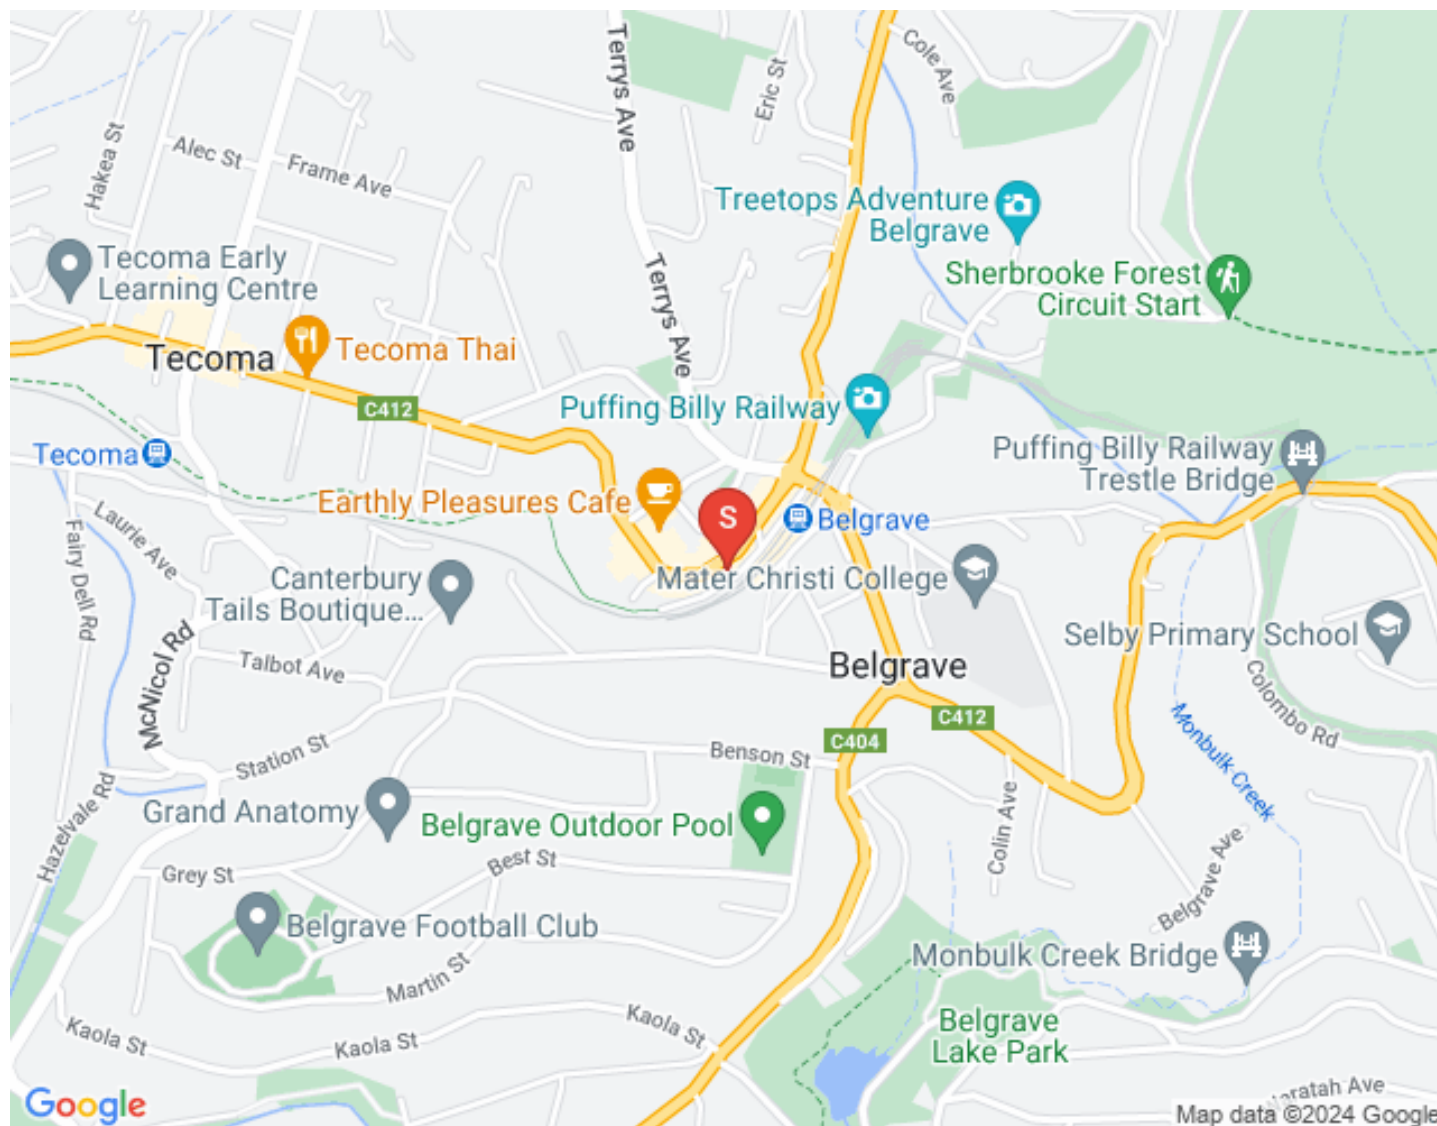 Terrys Ave
Cole Ave
Eric St
Hakea St
Alec St
Frame Ave
Treetops Adventure
Belgrave
Tecoma Early
Learning Centre
Terrys Ave
Sherbrooke Forest
Circuit Start
Tecoma
Tecoma Thai
C412
Puffing Billy Railway
Tecoma
Puffing Billy Railway
Trestle Bridge
Earthly Pleasures Cafe
S
Belgrave
Laurie Ave
Fairy Dell Rd
Canterbury
Tails Boutique...
Mater Christi College
Selby Primary School
McNicol Rd
Talbot Ave
Belgrave
Colombo Rd
C412
C404
Station St
Benson St
Monbulk Creek
Hazelvale Rd
Grand Anatomy
Belgrave Outdoor Pool
Colin Ave
Belgrave Ave
Grey St
Best St
Belgrave Football Club
Monbulk Creek Bridge
Martin St
Kaola St
Kaola St
Kaola St
Belgrave
Lake Park
Google
Map data ©2024 Google